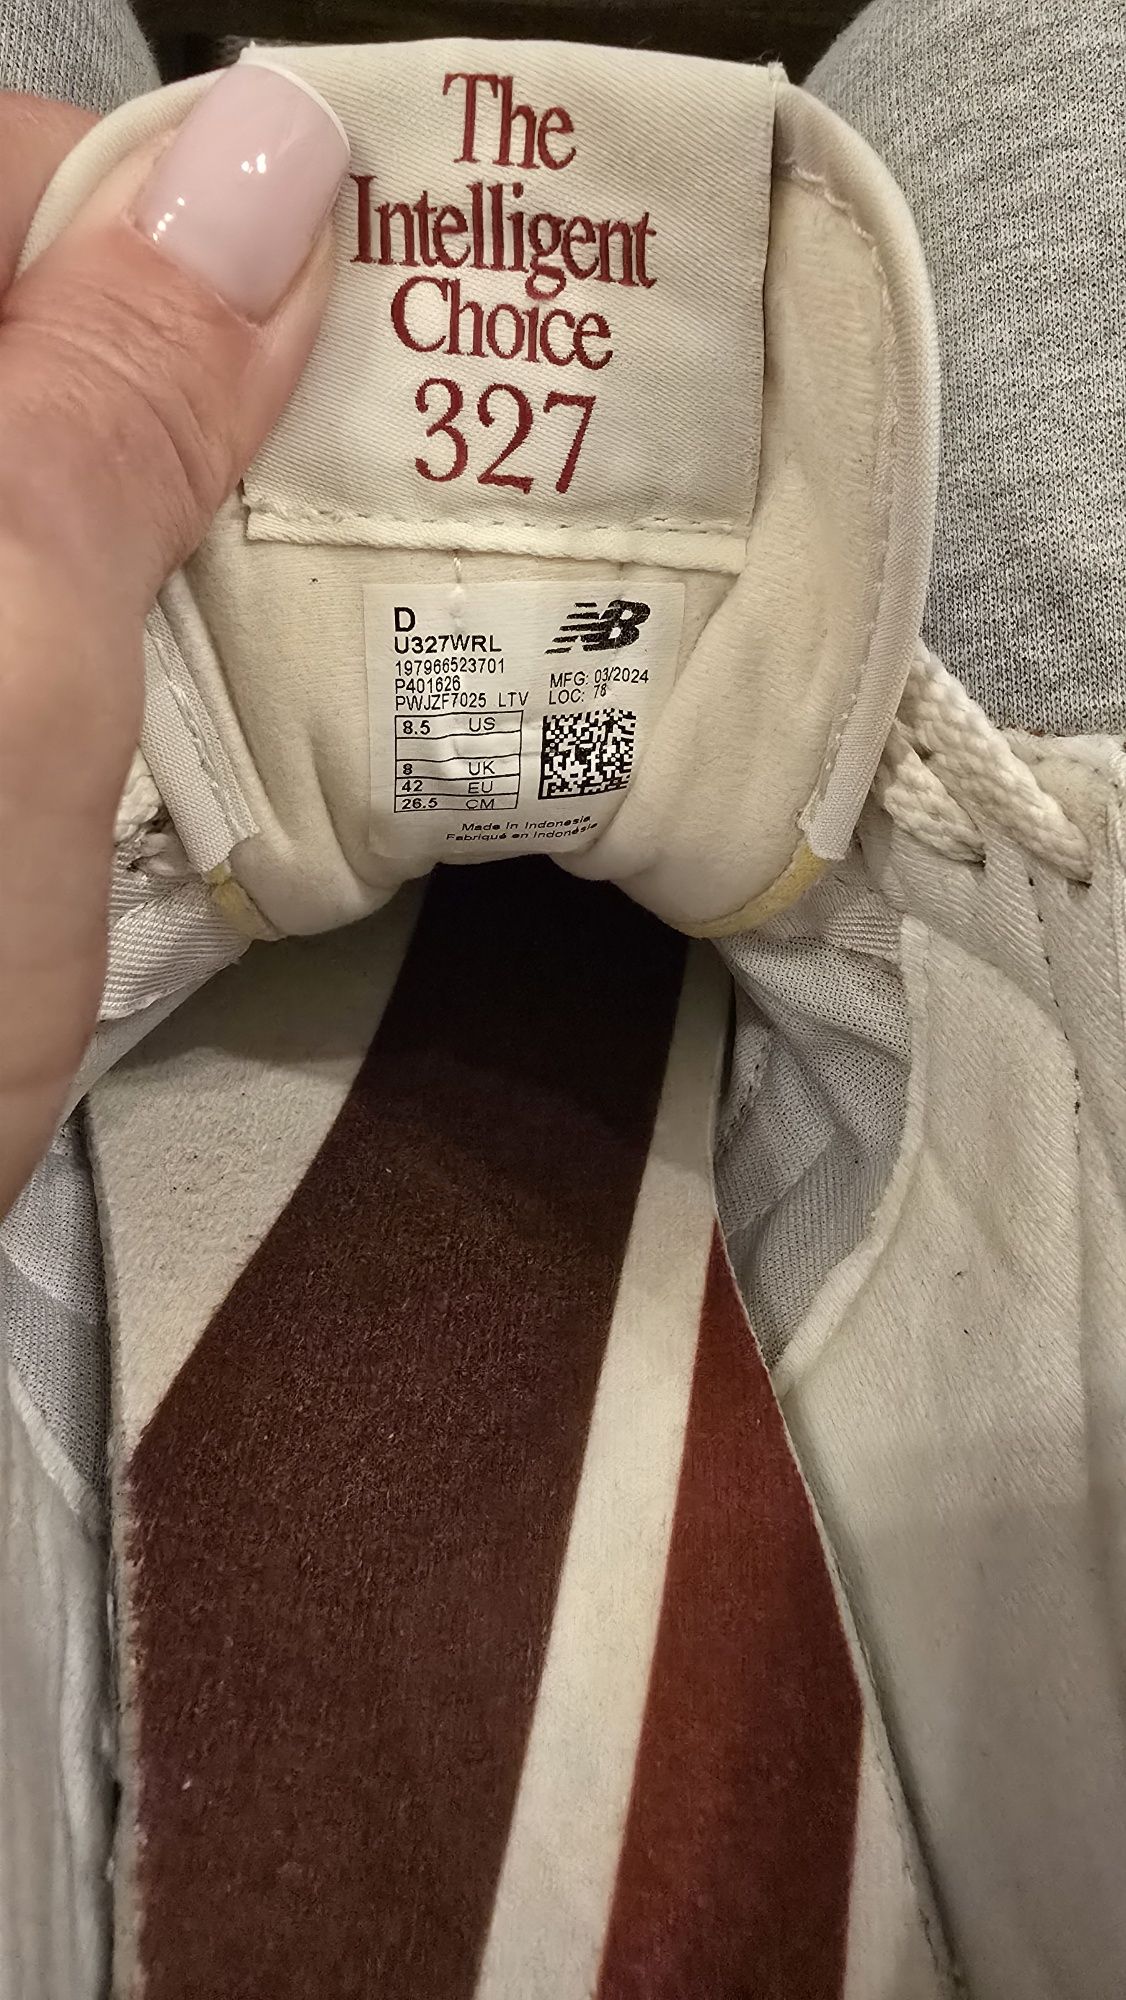 The
Intelligent
Choice
327
D
U327WRL
197966523701
P401626
PWJZF7025 LTV
NB
MFG: 03/2024
LOC: 78
8.5 US
8 UK
42 EU
26.5 CM
Made in Indonesia
Fabriqué en Indonésie